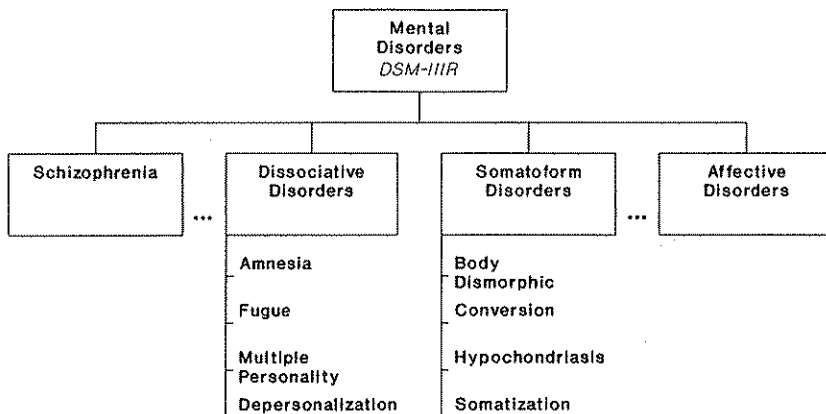 Mental
Disorders
DSM-IIIR
Schizophrenia
...
Dissociative
Disorders
Somatoform
Disorders
...
Affective
Disorders
Amnesia
Fugue
Multiple
Personality
Depersonalization
Body
Dismorphic
Conversion
Hypochondriasis
Somatization